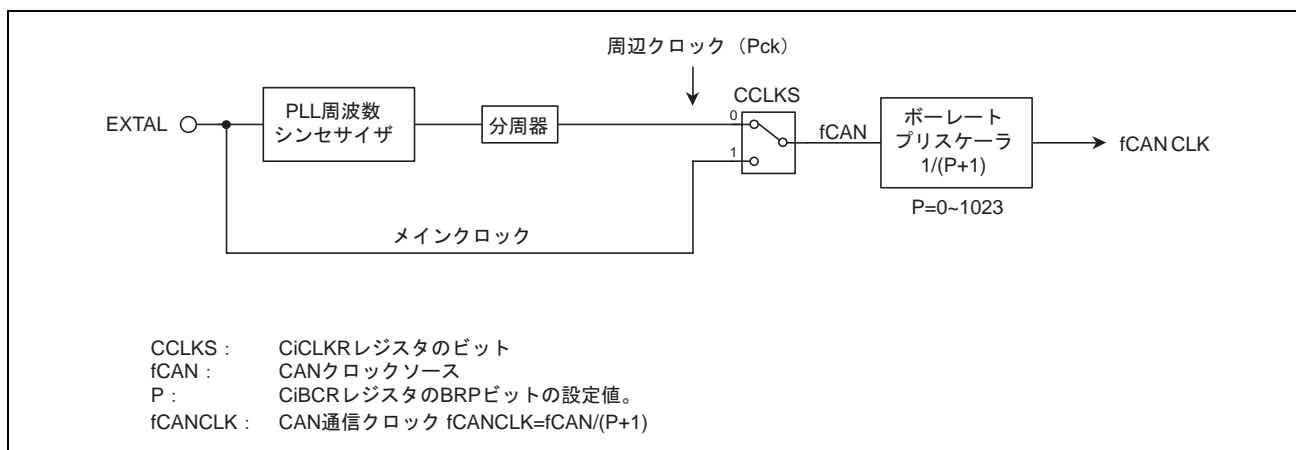 周辺クロック（Pck）
CCLKS
EXTAL
PLL周波数
シンセサイザ
分周器
0
1
fCAN
ボーレート
プリスケーラ
1/(P+1)
fCAN CLK
P=0~1023
メインクロック
CCLKS： CiCLKRレジスタのビット
fCAN： CANクロックソース
P： CiBCRレジスタのBRPビットの設定値。
fCANCLK： CAN通信クロック fCANCLK=fCAN/(P+1)